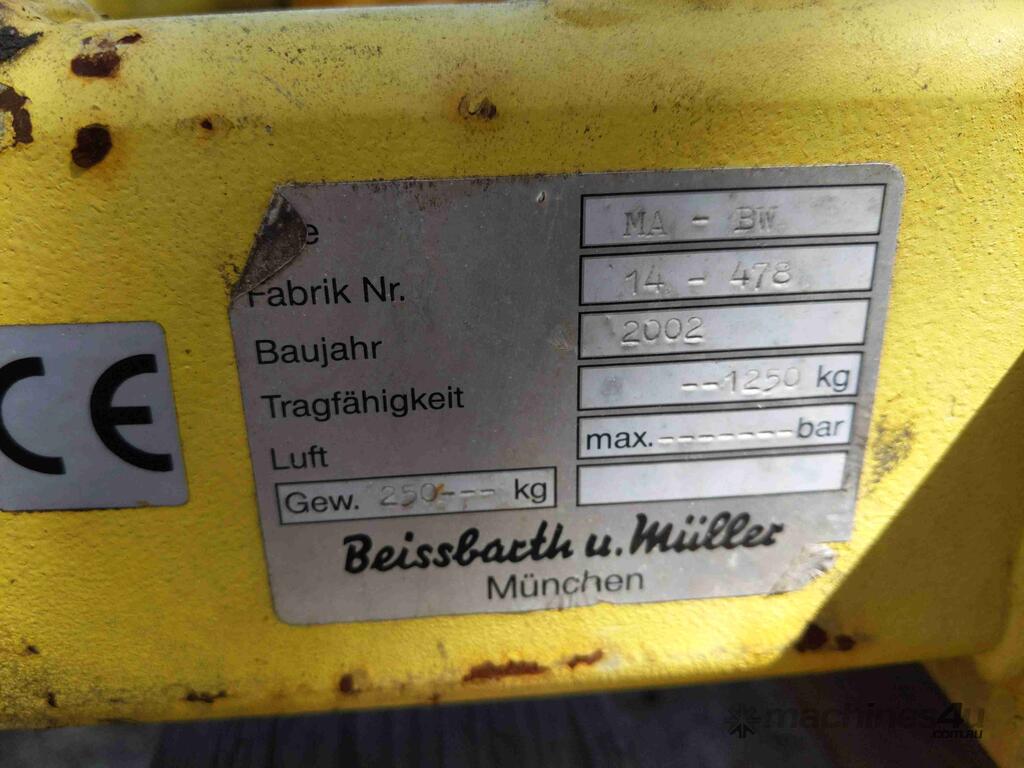 e MA - BW
Fabrik Nr. 14 - 478
Baujahr 2002
Tragfähigkeit --1250 kg
Luft max. ------- bar
Gew. 250--- kg
Beissbarth u. Müller
München
CE
machines4u
.com.au